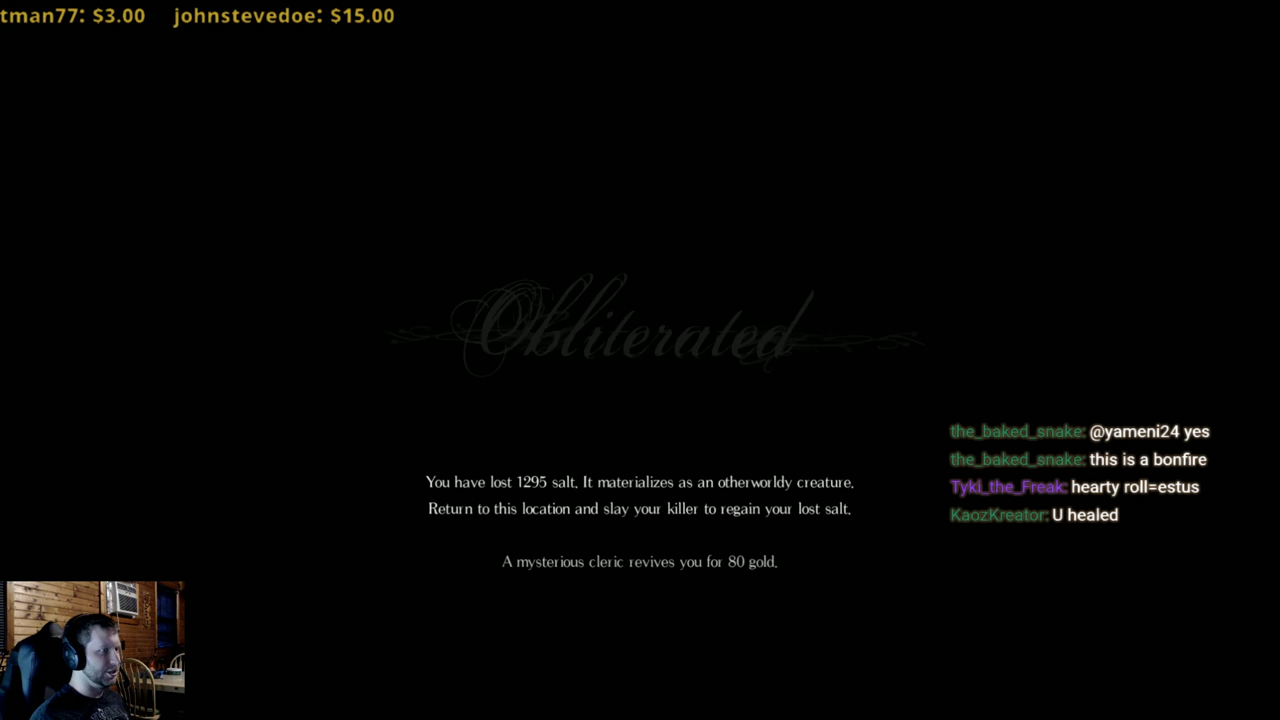 tman77: $3.00 johnstevedoe: $15.00
Obliterated
You have lost 1295 salt. It materializes as an otherworldly creature.
Return to this location and slay your killer to regain your lost salt.
A mysterious cleric revives you for 80 gold.
the_baked_snake: @yameni24 yes
the_baked_snake: this is a bonfire
Tyki_the_Freak: hearty roll=estus
KaozKreator: U healed